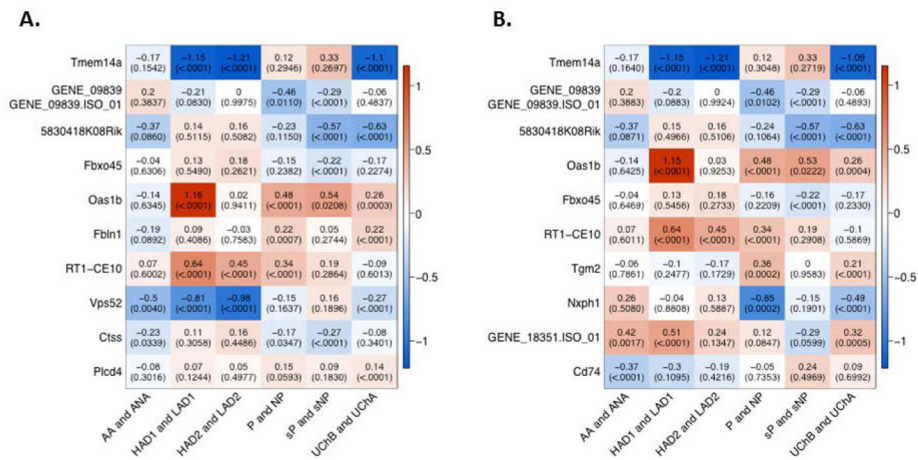 A.
Tmem14a
−0.17 −1.15 −1.21 0.12 0.33 −1.1
(0.1542) (<.0001) (<.0001) (0.2946) (0.2697) (<.0001)
GENE_09839
GENE_09839.ISO_01
0.2 −0.21 0 −0.46 −0.29 −0.06
(0.3837) (0.0830) (0.9975) (0.0110) (<.0001) (0.4837)
5830418K08Rik
−0.37 0.14 0.16 −0.23 −0.57 −0.63
(0.0860) (0.5115) (0.5082) (0.1150) (<.0001) (<.0001)
Fbxo45
−0.04 0.13 0.18 −0.15 −0.22 −0.17
(0.6306) (0.5490) (0.2621) (0.2382) (<.0001) (0.2274)
Oas1b
−0.14 1.16 0.02 0.48 0.54 0.26
(0.6345) (<.0001) (0.9411) (<.0001) (0.0208) (0.0003)
Fbln1
−0.19 0.09 −0.03 0.22 0.05 0.22
(0.0892) (0.4086) (0.7583) (0.0007) (0.2744) (<.0001)
RT1−CE10
0.07 0.64 0.45 0.34 0.19 −0.09
(0.6002) (<.0001) (<.0001) (<.0001) (0.2864) (0.6013)
Vps52
−0.5 −0.81 −0.98 −0.15 0.16 −0.27
(0.0040) (<.0001) (<.0001) (0.1637) (0.1896) (<.0001)
Ctss
−0.23 0.11 0.16 −0.17 −0.27 −0.08
(0.0339) (0.3058) (0.4486) (0.0347) (<.0001) (0.3401)
Plcd4
−0.08 0.07 0.05 0.15 0.09 0.14
(0.3016) (0.1244) (0.4977) (0.0593) (0.1830) (<.0001)
AA and ANA
HAD1 and LAD1
HAD2 and LAD2
P and NP
sP and sNP
UChB and UChA
1
0.5
0
−0.5
−1
B.
Tmem14a
−0.17 −1.15 −1.21 0.12 0.33 −1.09
(0.1640) (<.0001) (<.0001) (0.3048) (0.2719) (<.0001)
GENE_09839
GENE_09839.ISO_01
0.2 −0.2 0 −0.46 −0.29 −0.06
(0.3883) (0.0883) (0.9924) (0.0102) (<.0001) (0.4893)
5830418K08Rik
−0.37 0.15 0.16 −0.24 −0.57 −0.63
(0.0871) (0.4966) (0.5106) (0.1064) (<.0001) (<.0001)
Oas1b
−0.14 1.15 0.03 0.48 0.53 0.26
(0.6425) (<.0001) (0.9253) (<.0001) (0.0222) (0.0004)
Fbxo45
−0.04 0.13 0.18 −0.16 −0.22 −0.17
(0.6469) (0.5456) (0.2733) (0.2209) (<.0001) (0.2330)
RT1−CE10
0.07 0.64 0.45 0.34 0.19 −0.1
(0.6011) (<.0001) (<.0001) (<.0001) (0.2908) (0.5869)
Tgm2
−0.06 −0.1 −0.17 0.36 0 0.21
(0.7861) (0.2477) (0.1729) (0.0002) (0.9583) (<.0001)
Nxph1
0.26 −0.04 0.13 −0.85 −0.15 −0.49
(0.5080) (0.8808) (0.5887) (0.0002) (0.1901) (<.0001)
GENE_18351.ISO_01
0.42 0.51 0.24 0.12 −0.29 0.32
(0.0017) (<.0001) (0.1347) (0.0847) (0.0599) (0.0005)
Cd74
−0.37 −0.3 −0.19 −0.05 0.24 0.09
(<.0001) (0.1095) (0.4216) (0.7353) (0.4969) (0.6992)
AA and ANA
HAD1 and LAD1
HAD2 and LAD2
P and NP
sP and sNP
UChB and UChA
1
0.5
0
−0.5
−1